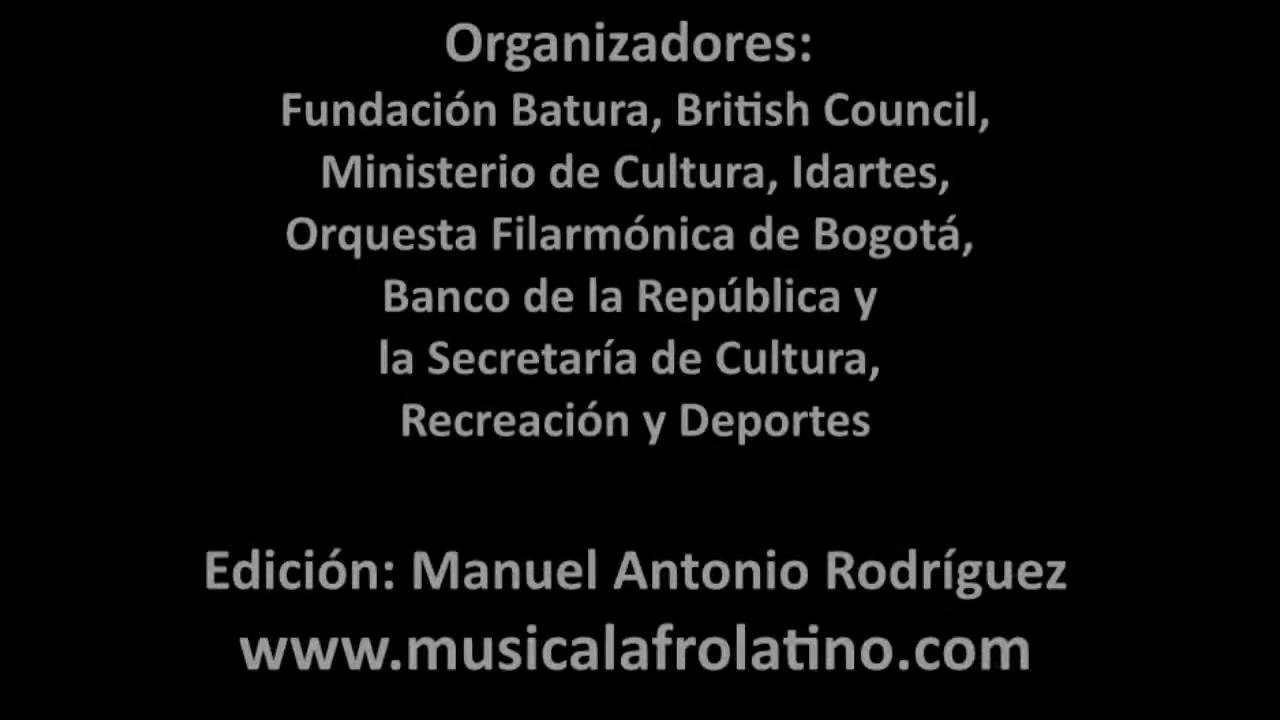 Organizadores:
Fundación Batura, British Council,
Ministerio de Cultura, Idartes,
Orquesta Filarmónica de Bogotá,
Banco de la República y
la Secretaría de Cultura,
Recreación y Deportes
Edición: Manuel Antonio Rodríguez
www.musicalafrolatino.com